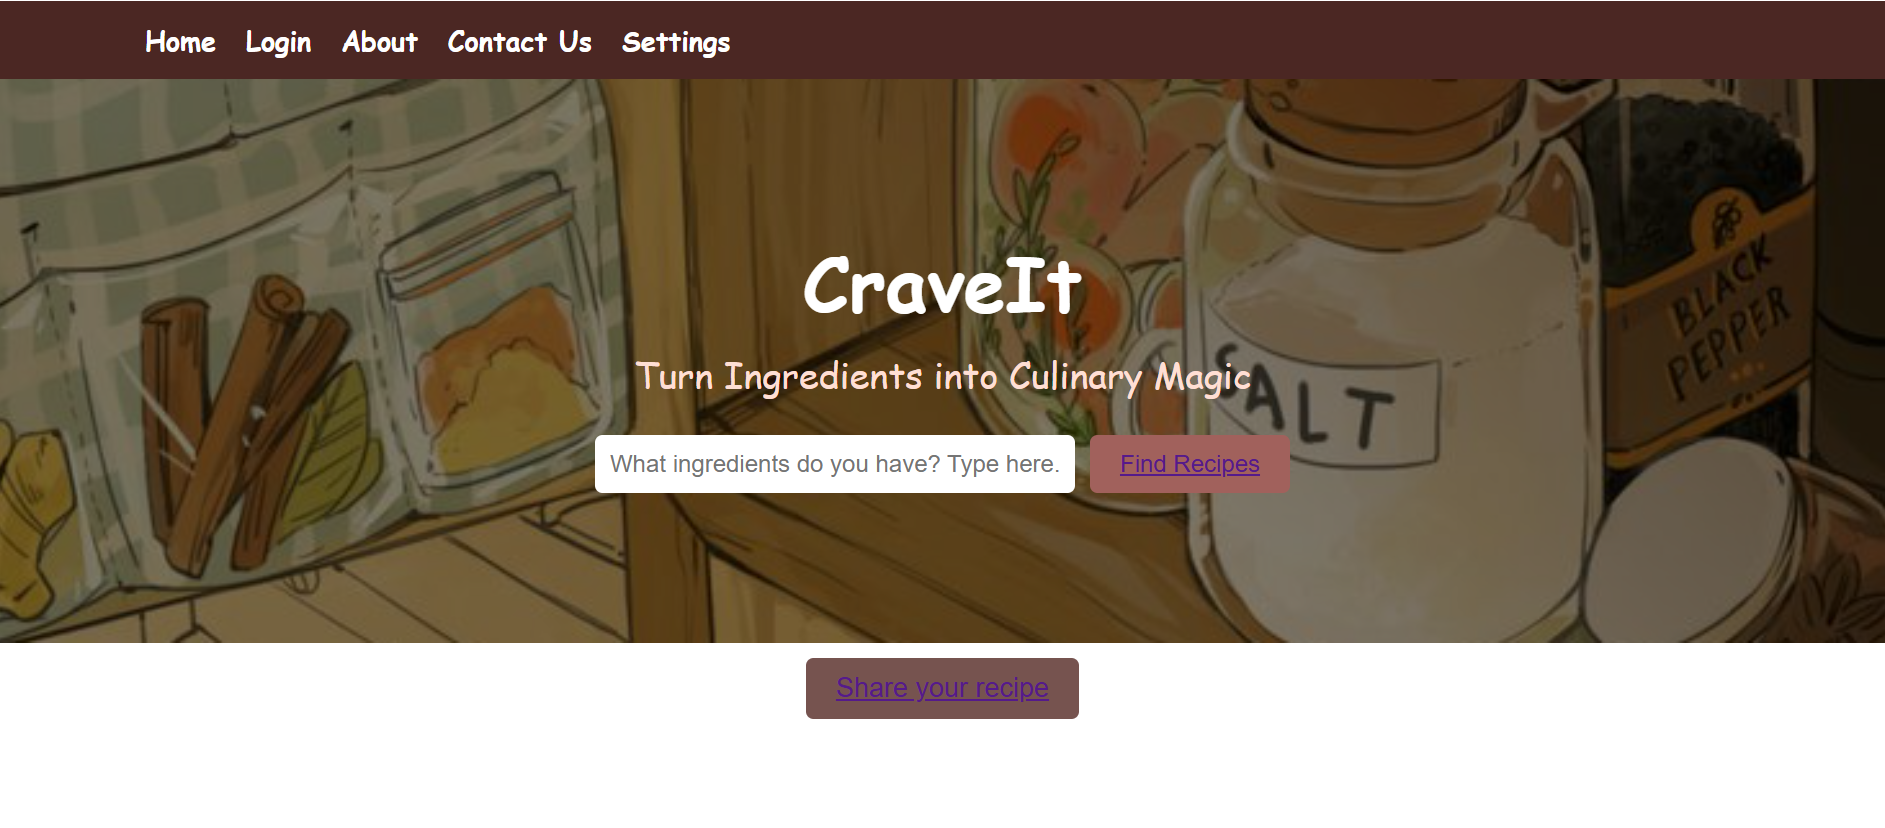 Home Login About Contact Us Settings
CraveIt
Turn Ingredients into Culinary Magic
What ingredients do you have? Type here.
Find Recipes
SALT
BLACK
PEPPER
Share your recipe